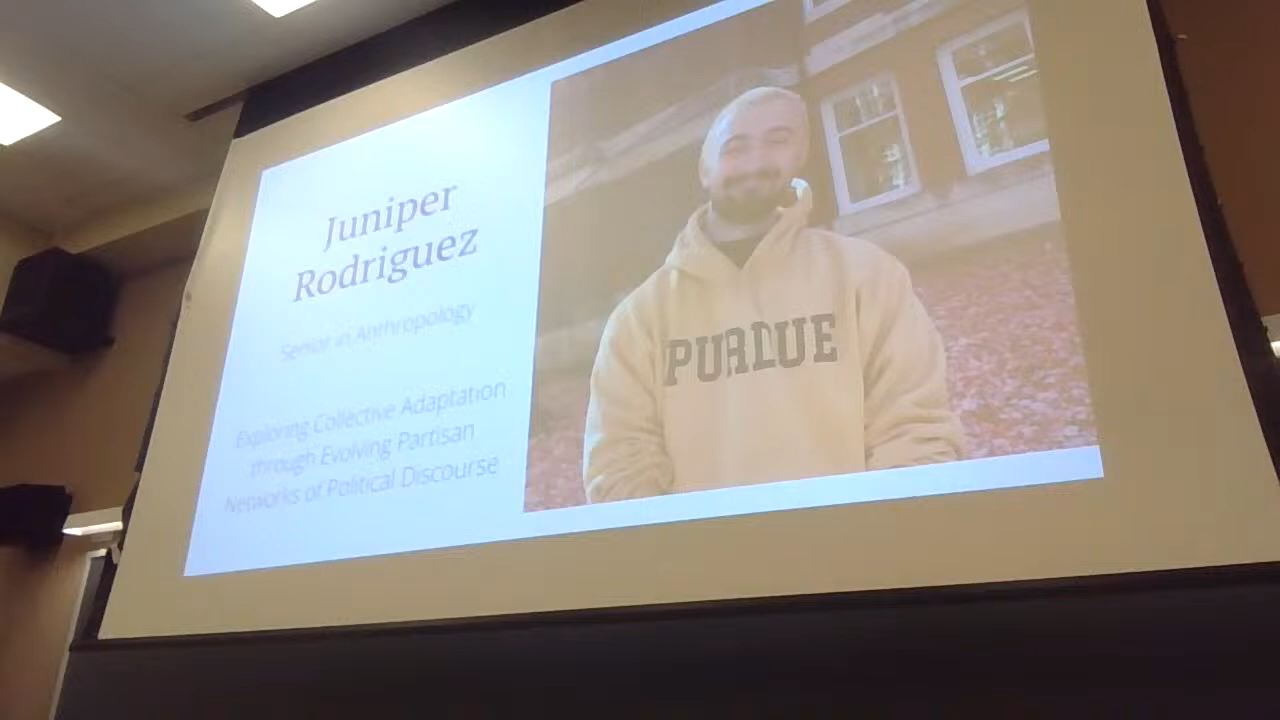 Juniper
Rodriguez
Senior in Anthropology
Exploring Collective Adaptation
through Evolving Partisan
Networks of Political Discourse
PURDUE